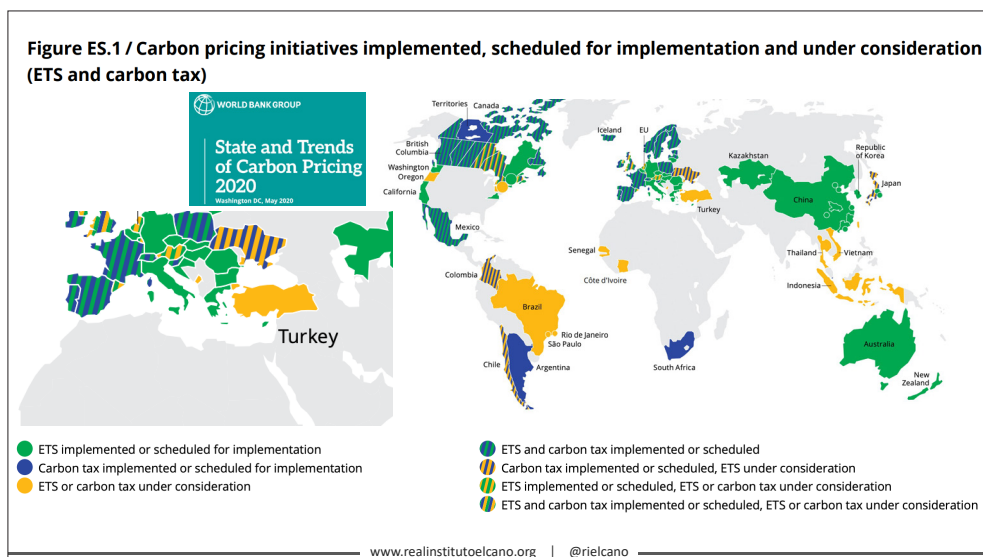 Figure ES.1 / Carbon pricing initiatives implemented, scheduled for implementation and under consideration
(ETS and carbon tax)
WORLD BANK GROUP
State and Trends
of Carbon Pricing
2020
Washington DC, May 2020
Turkey
Territories
Canada
British
Columbia
Washington
Oregon
California
Mexico
Colombia
Brazil
Rio de Janeiro
São Paulo
Chile
Argentina
Iceland
EU
Kazakhstan
Republic
of Korea
Japan
China
Turkey
Senegal
Côte d'Ivoire
South Africa
Thailand
Vietnam
Indonesia
Australia
New
Zealand
ETS implemented or scheduled for implementation
Carbon tax implemented or scheduled for implementation
ETS or carbon tax under consideration
ETS and carbon tax implemented or scheduled
Carbon tax implemented or scheduled, ETS under consideration
ETS implemented or scheduled, ETS or carbon tax under consideration
ETS and carbon tax implemented or scheduled, ETS or carbon tax under consideration
www.realinstitutoelcano.org | @rielcano